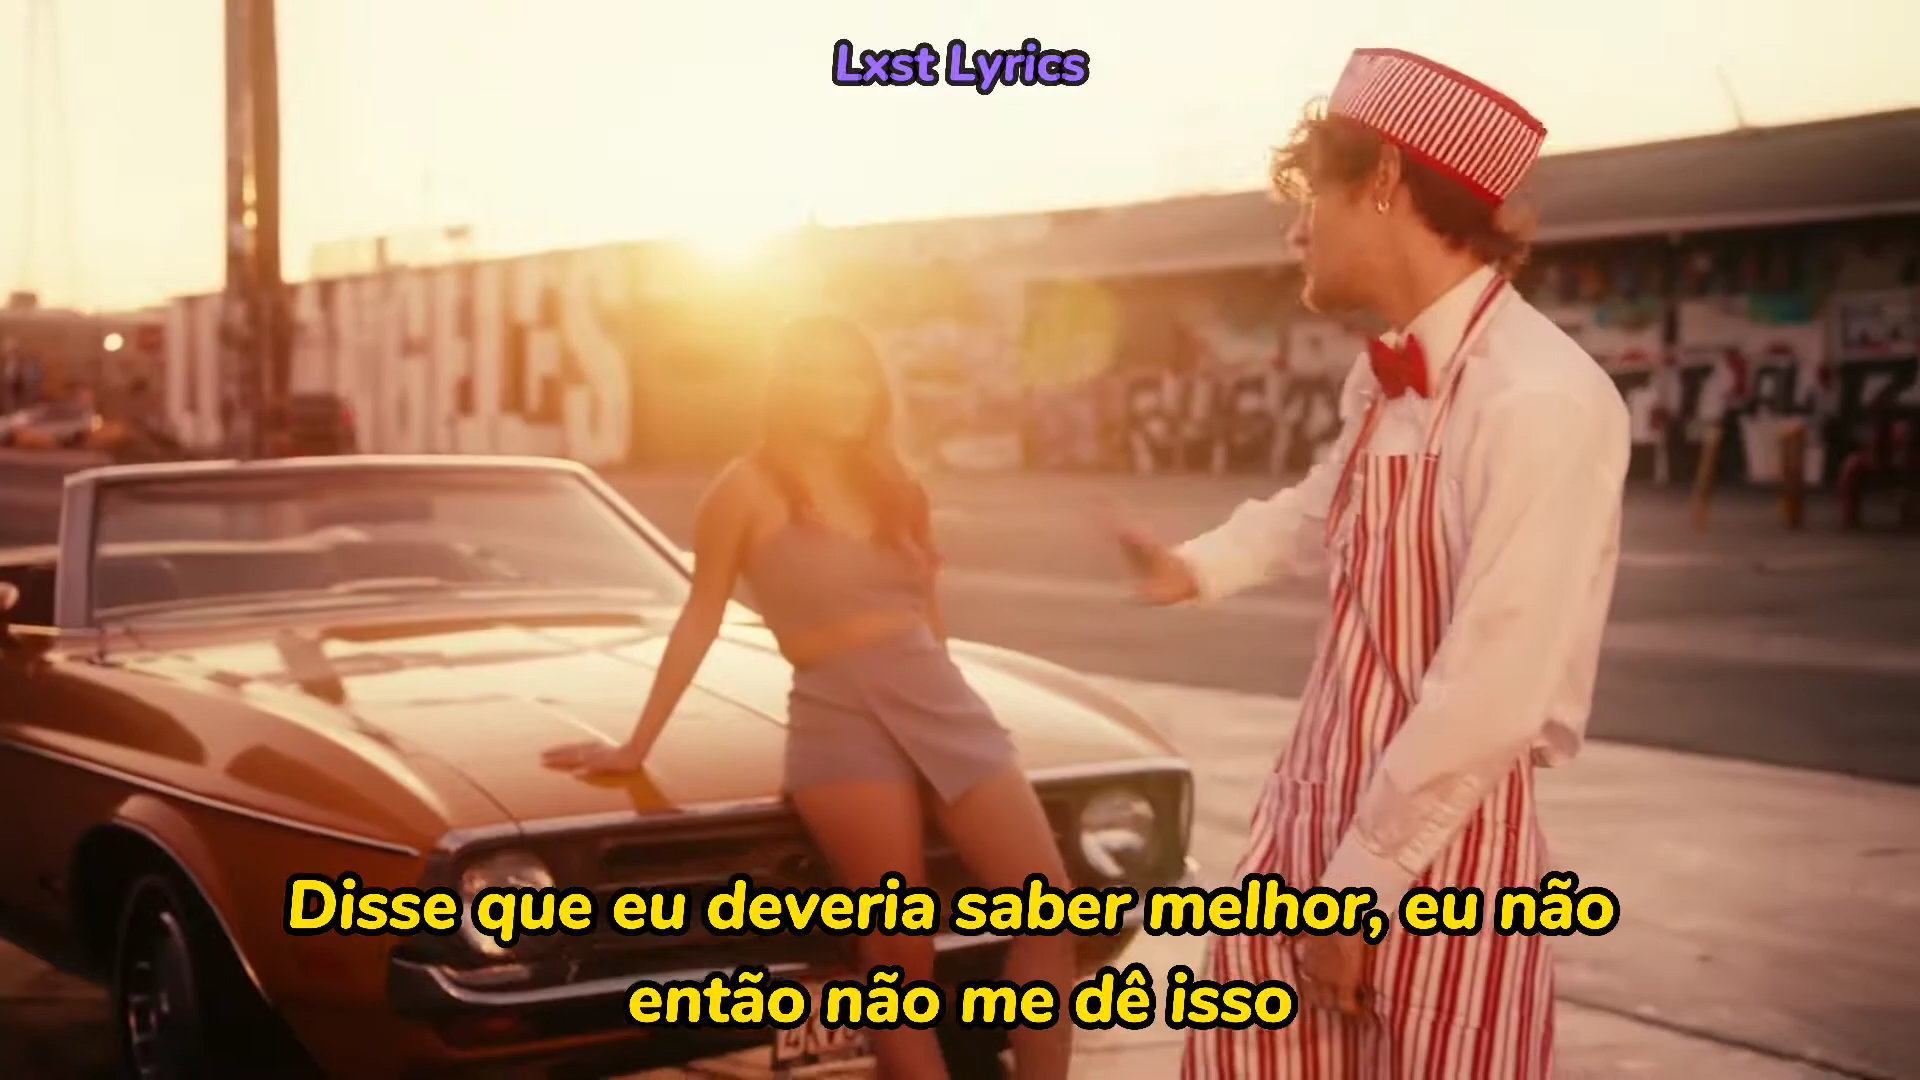 Lxst Lyrics
Disse que eu deveria saber melhor, eu não
então não me dê isso